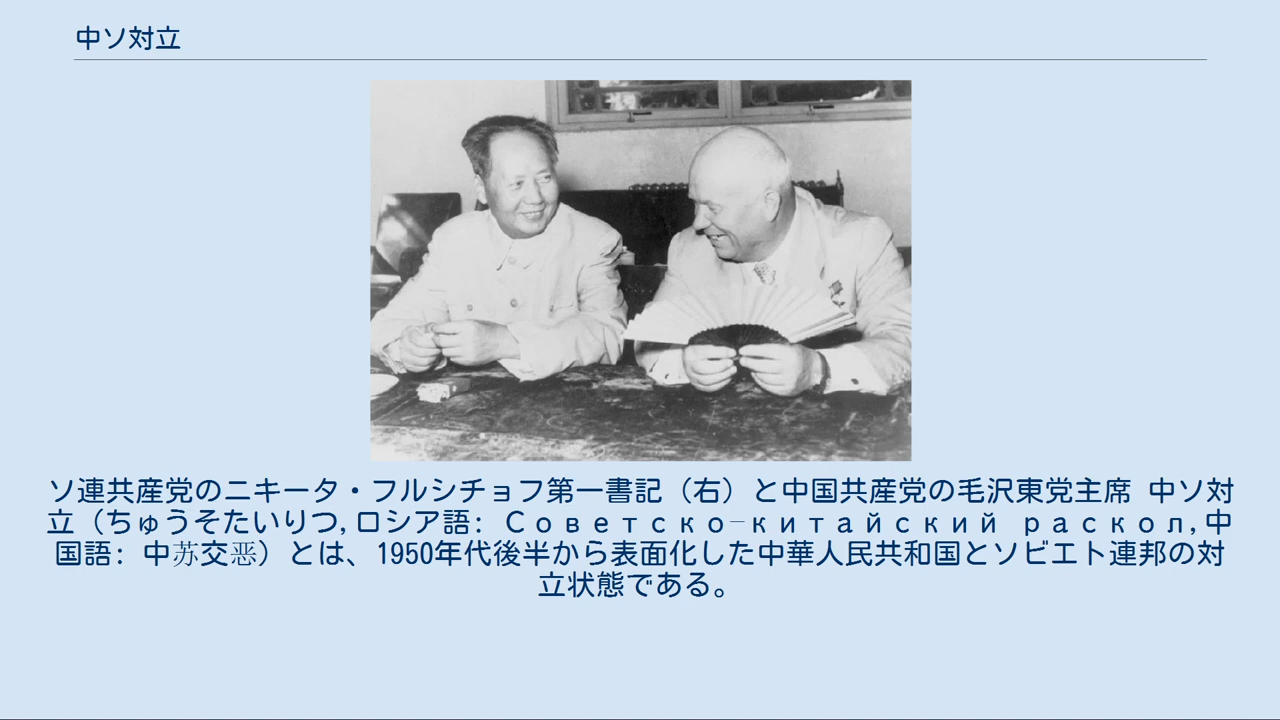 中ソ対立
ソ連共産党のニキータ・フルシチョフ第一書記（右）と中国共産党の毛沢東党主席 中ソ対
立（ちゅうそたいりつ, ロシア語: Советско-китайский раскол, 中
国語: 中苏交恶）とは、1950年代後半から表面化した中華人民共和国とソビエト連邦の対
立状態である。